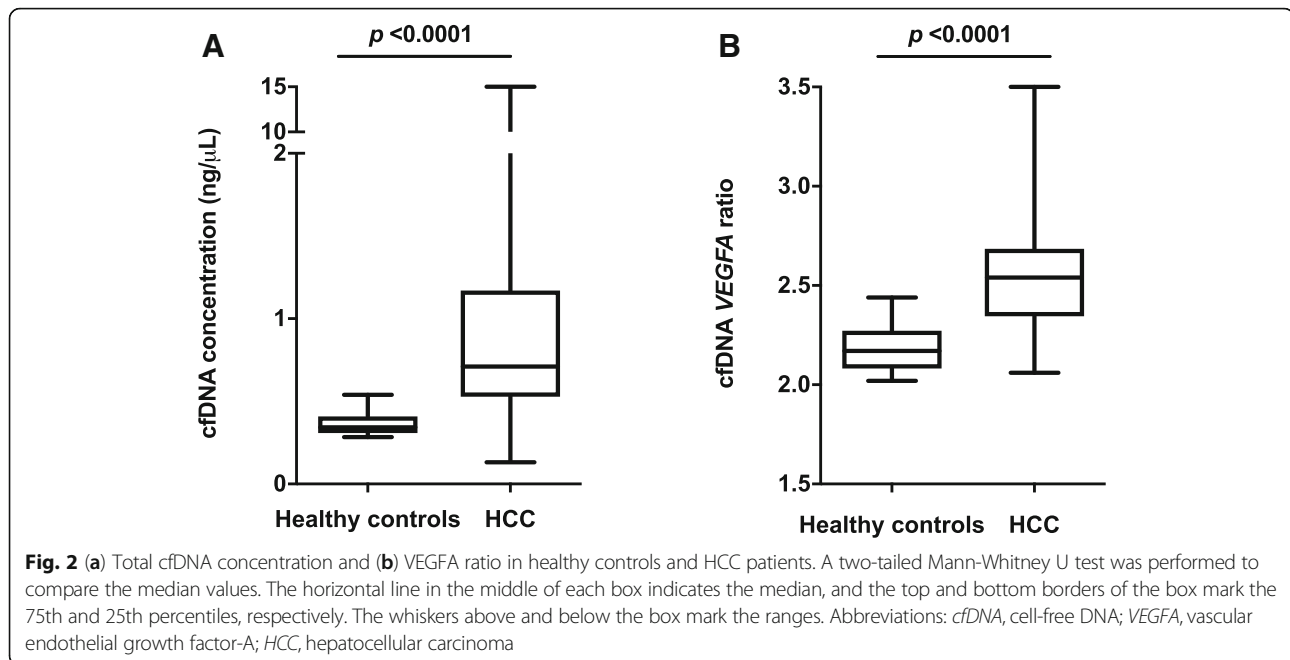 A
p <0.0001
cfDNA concentration (ng/μL)
15
10
2
1
0
Healthy controls HCC
B
p <0.0001
cfDNA VEGFA ratio
3.5
3.0
2.5
2.0
1.5
Healthy controls HCC
Fig. 2 (a) Total cfDNA concentration and (b) VEGFA ratio in healthy controls and HCC patients. A two-tailed Mann-Whitney U test was performed to
compare the median values. The horizontal line in the middle of each box indicates the median, and the top and bottom borders of the box mark the
75th and 25th percentiles, respectively. The whiskers above and below the box mark the ranges. Abbreviations: cfDNA, cell-free DNA; VEGFA, vascular
endothelial growth factor-A; HCC, hepatocellular carcinoma